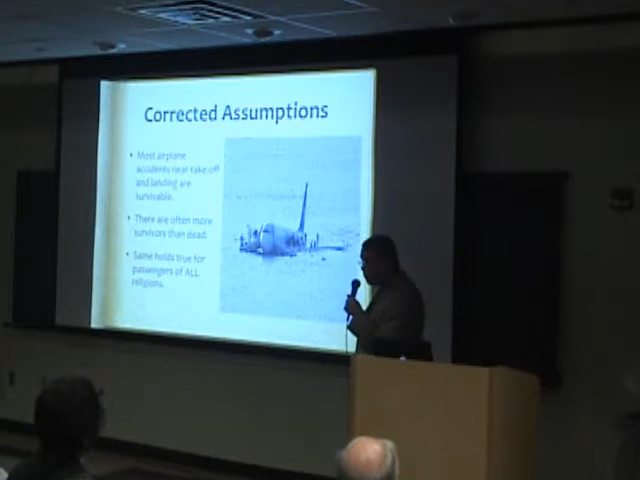 Corrected Assumptions
• Most airplane
accidents near take off
and landing are
survivable.
• There are often more
survivors than dead.
• Same holds true for
passengers of ALL
religions.